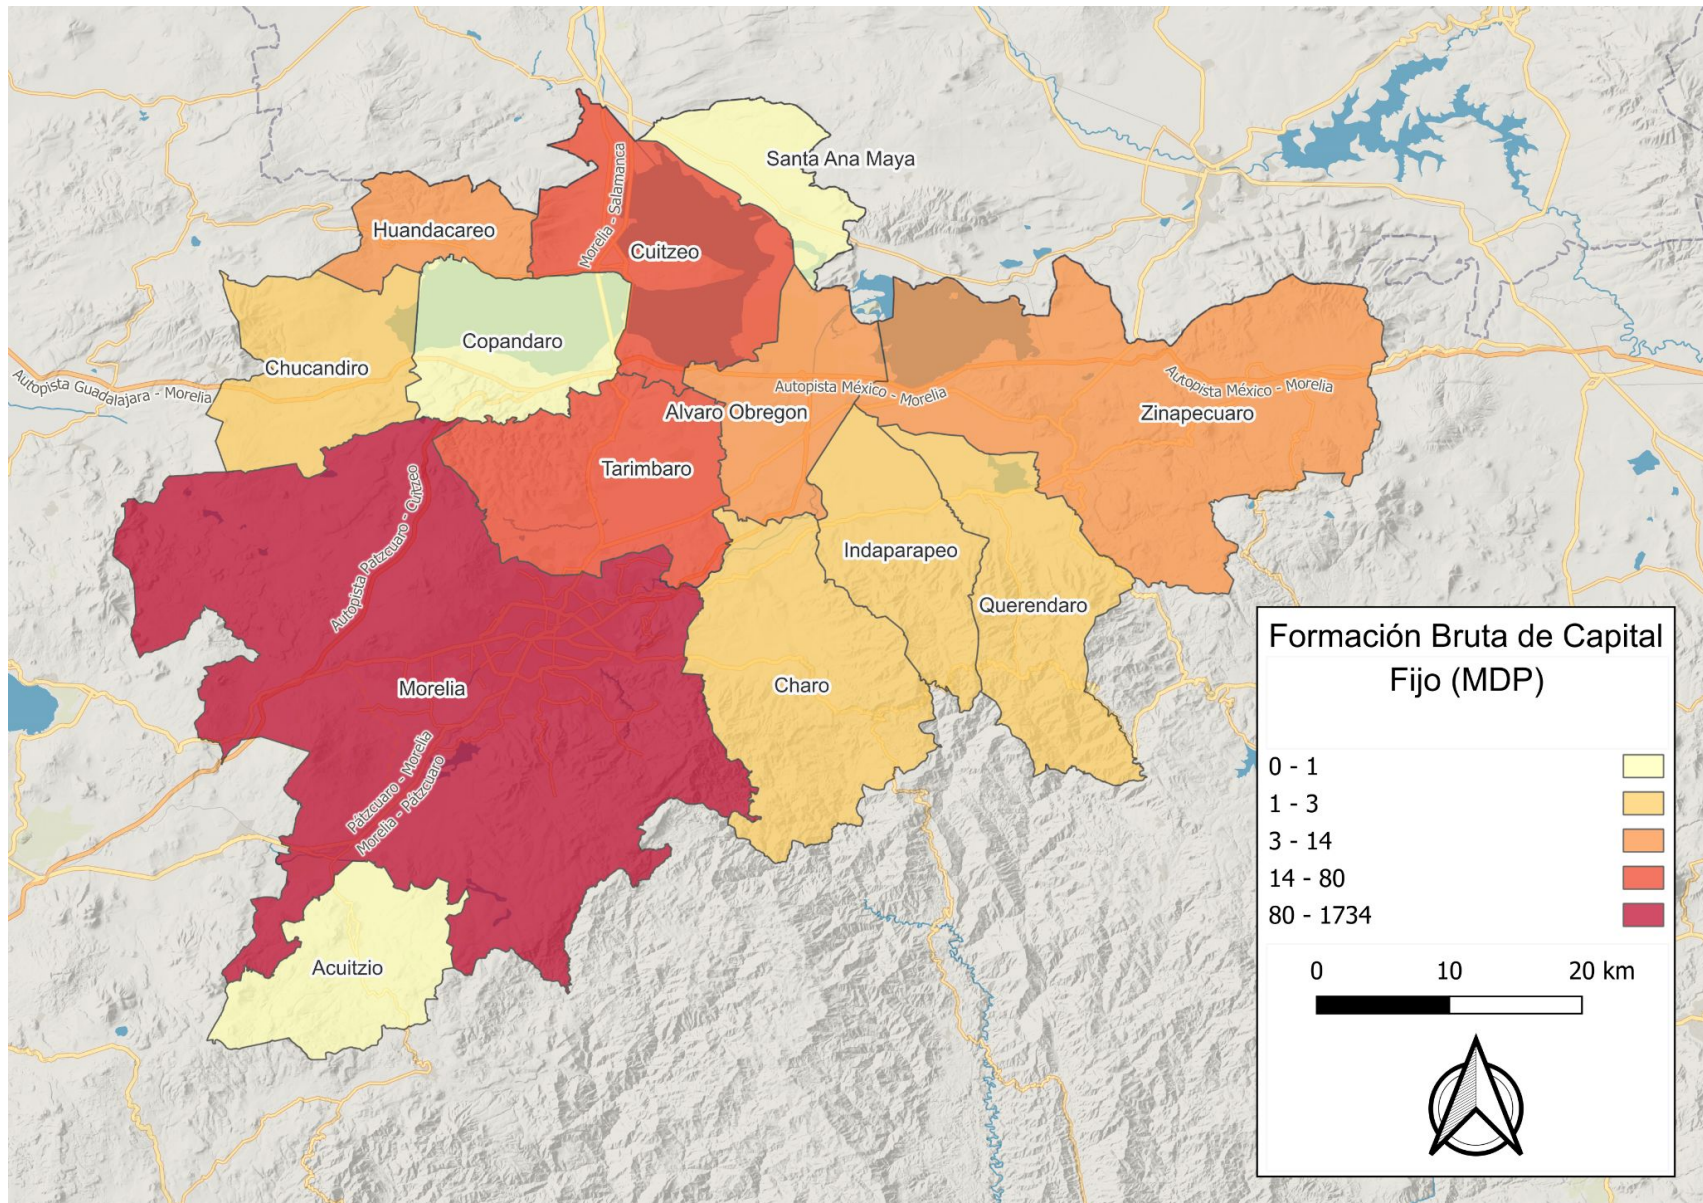 Santa Ana Maya
Morelia - Salamanca
Huandacareo
Cuitzeo
Copandaro
Chucandiro
Autopista Guadalajara - Morelia
Autopista México - Morelia
Autopista México - Morelia
Alvaro Obregon
Zinapecuaro
Tarimbaro
Autopista Patzcuaro - Cuitzeo
Indaparapeo
Querendaro
Morelia
Charo
Pátzcuaro - Morelia
Morelia - Pátzcuaro
Acuitzio
Formación Bruta de Capital
Fijo (MDP)
0 - 1
1 - 3
3 - 14
14 - 80
80 - 1734
0 10 20 km